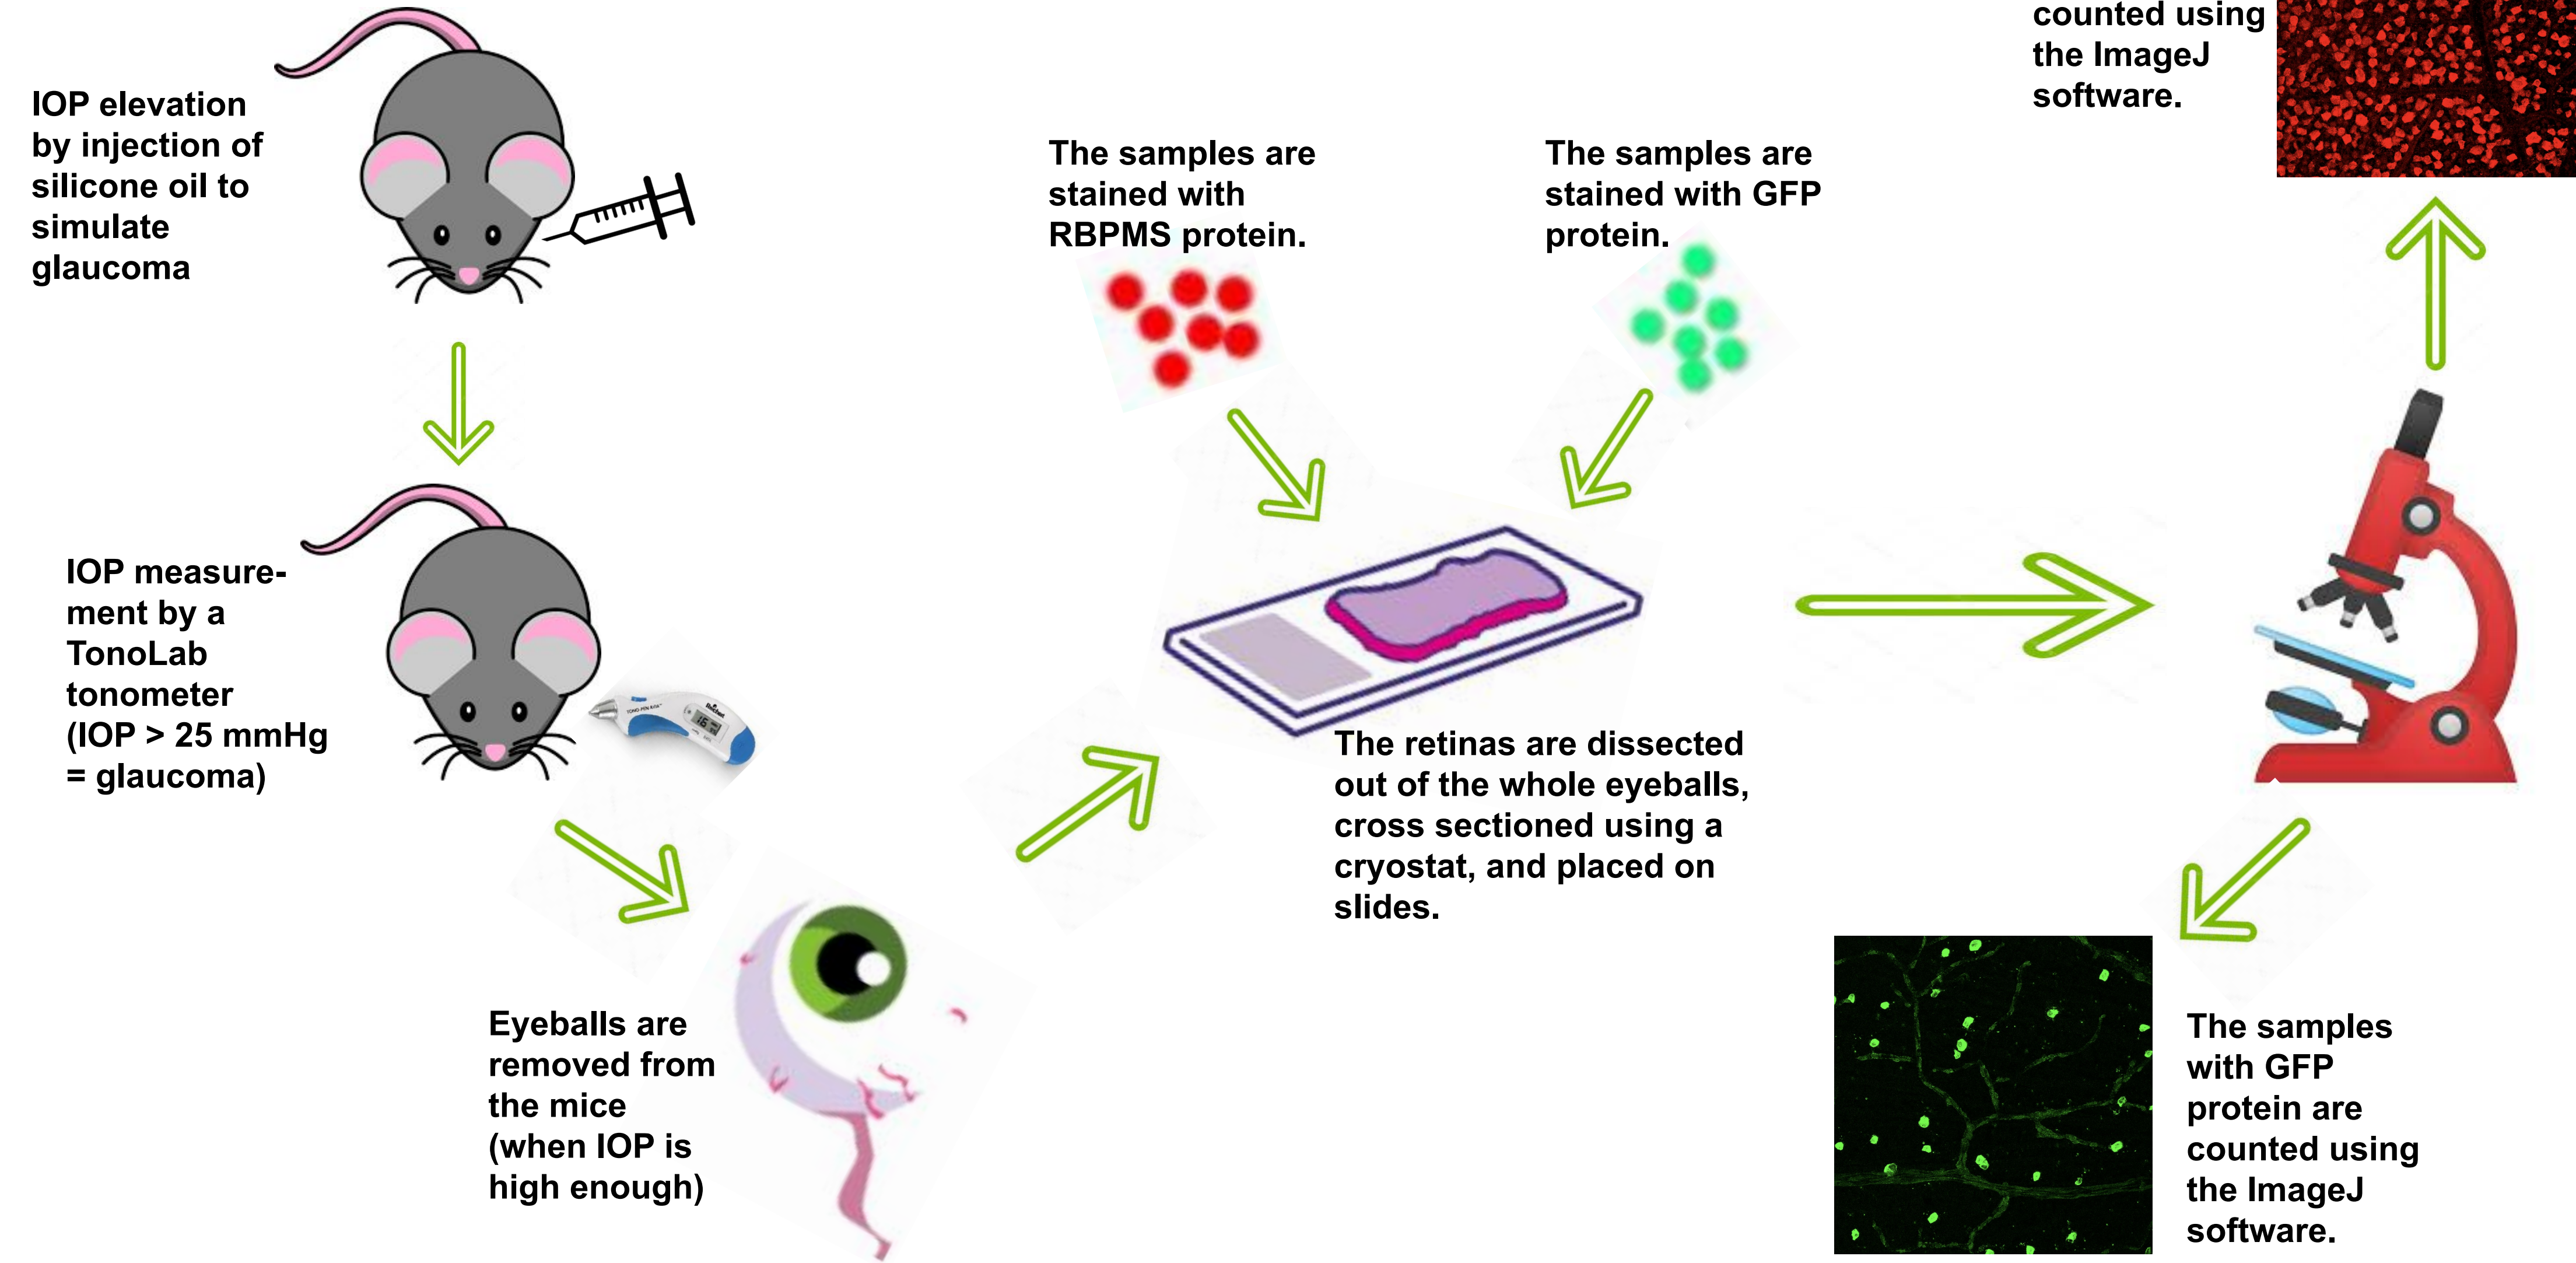 IOP elevation
by injection of
silicone oil to
simulate
glaucoma
IOP measure-
ment by a
TonoLab
tonometer
(IOP > 25 mmHg
= glaucoma)
Eyeballs are
removed from
the mice
(when IOP is
high enough)
The samples are
stained with
RBPMS protein.
The samples are
stained with GFP
protein.
The retinas are dissected
out of the whole eyeballs,
cross sectioned using a
cryostat, and placed on
slides.
counted using
the ImageJ
software.
The samples
with GFP
protein are
counted using
the ImageJ
software.